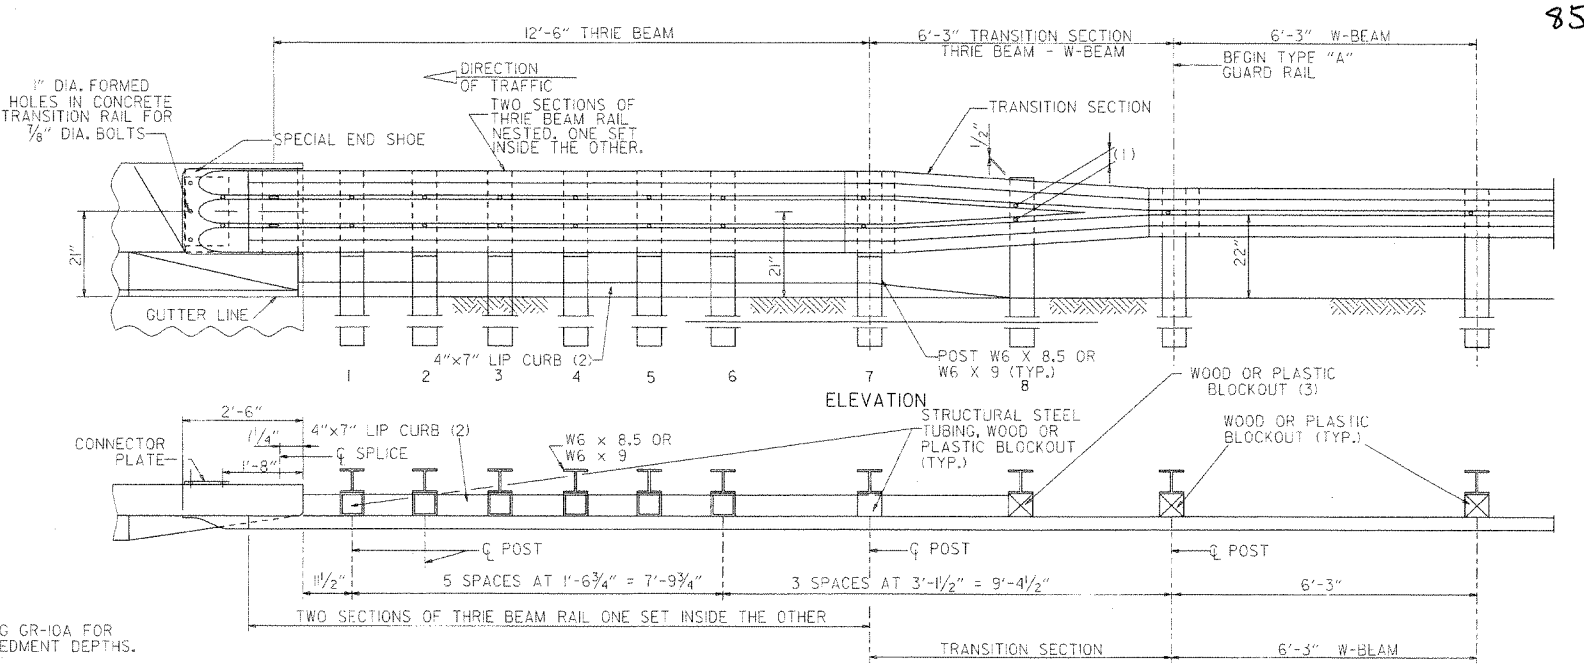 85
12'-6" THRIE BEAM
6'-3" TRANSITION SECTION
THRIE BEAM - W-BEAM
6'-3" W-BEAM
BEGIN TYPE "A"
GUARD RAIL
DIRECTION
OF TRAFFIC
1" DIA. FORMED
HOLES IN CONCRETE
TRANSITION RAIL FOR
7/8" DIA. BOLTS
SPECIAL END SHOE
TWO SECTIONS OF
THRIE BEAM RAIL
NESTED. ONE SET
INSIDE THE OTHER.
TRANSITION SECTION
1/2"
(1)
21"
21"
22"
GUTTER LINE
4"x7" LIP CURB (2)
POST W6 X 8.5 OR
W6 X 9 (TYP.)
1 2 3 4 5 6 7 8
ELEVATION
WOOD OR PLASTIC
BLOCKOUT (3)
2'-6"
1 1/4"
4"x7" LIP CURB (2)
℄ SPLICE
CONNECTOR
PLATE
1'-8"
W6 x 8.5 OR
W6 x 9
STRUCTURAL STEEL
TUBING, WOOD OR
PLASTIC BLOCKOUT
(TYP.)
WOOD OR PLASTIC
BLOCKOUT (TYP.)
℄ POST
℄ POST
℄ POST
11 1/2"
5 SPACES AT 1'-6 3/4" = 7'-9 3/4"
3 SPACES AT 3'-1 1/2" = 9'-4 1/2"
6'-3"
TWO SECTIONS OF THRIE BEAM RAIL ONE SET INSIDE THE OTHER
G GR-10A FOR
EDMENT DEPTHS.
TRANSITION SECTION
6'-3" W-BEAM